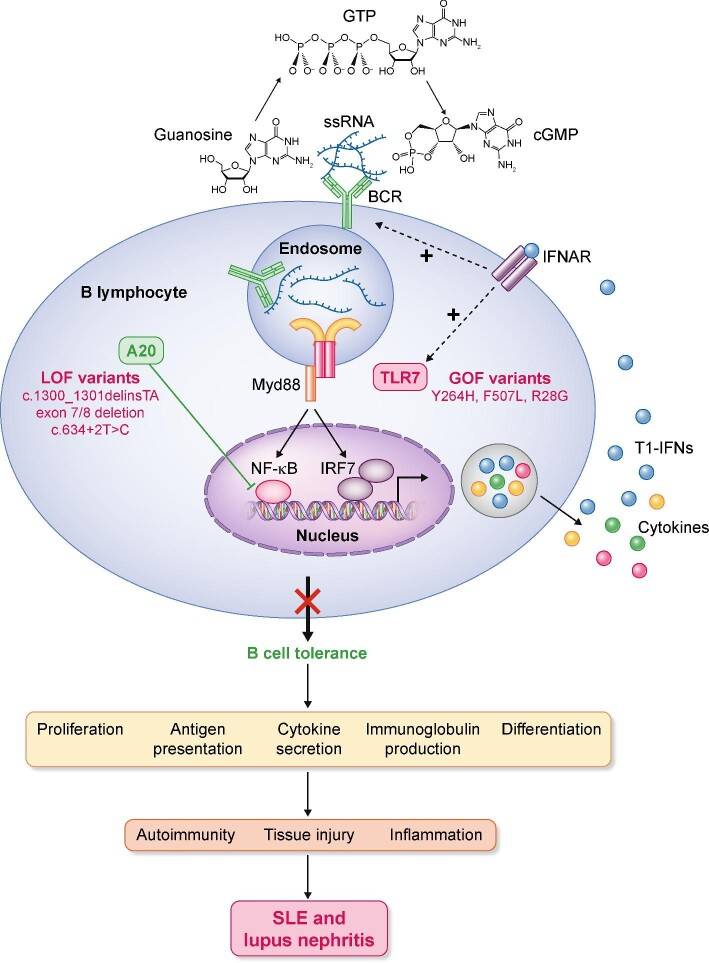 GTP
Guanosine
ssRNA
cGMP
BCR
Endosome
IFNAR
+
B lymphocyte
+
A20
LOF variants
c.1300_1301delinsTA
exon 7/8 deletion
c.634+2T>C
Myd88
TLR7
GOF variants
Y264H, F507L, R28G
NF-κB
IRF7
T1-IFNs
Cytokines
Nucleus
B cell tolerance
Proliferation
Antigen
presentation
Cytokine
secretion
Immunoglobulin
production
Differentiation
Autoimmunity
Tissue injury
Inflammation
SLE and
lupus nephritis